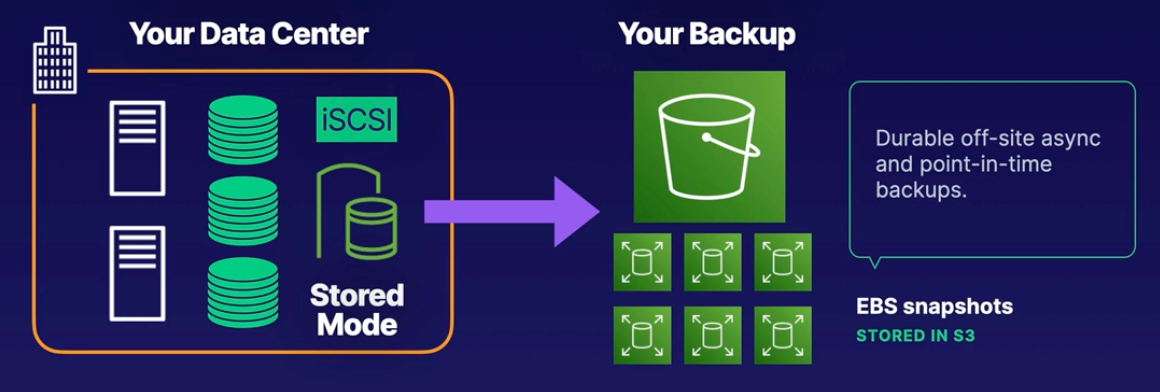 Your Data Center
iSCSI
Stored
Mode
Your Backup
Durable off-site async
and point-in-time
backups.
EBS snapshots
STORED IN S3